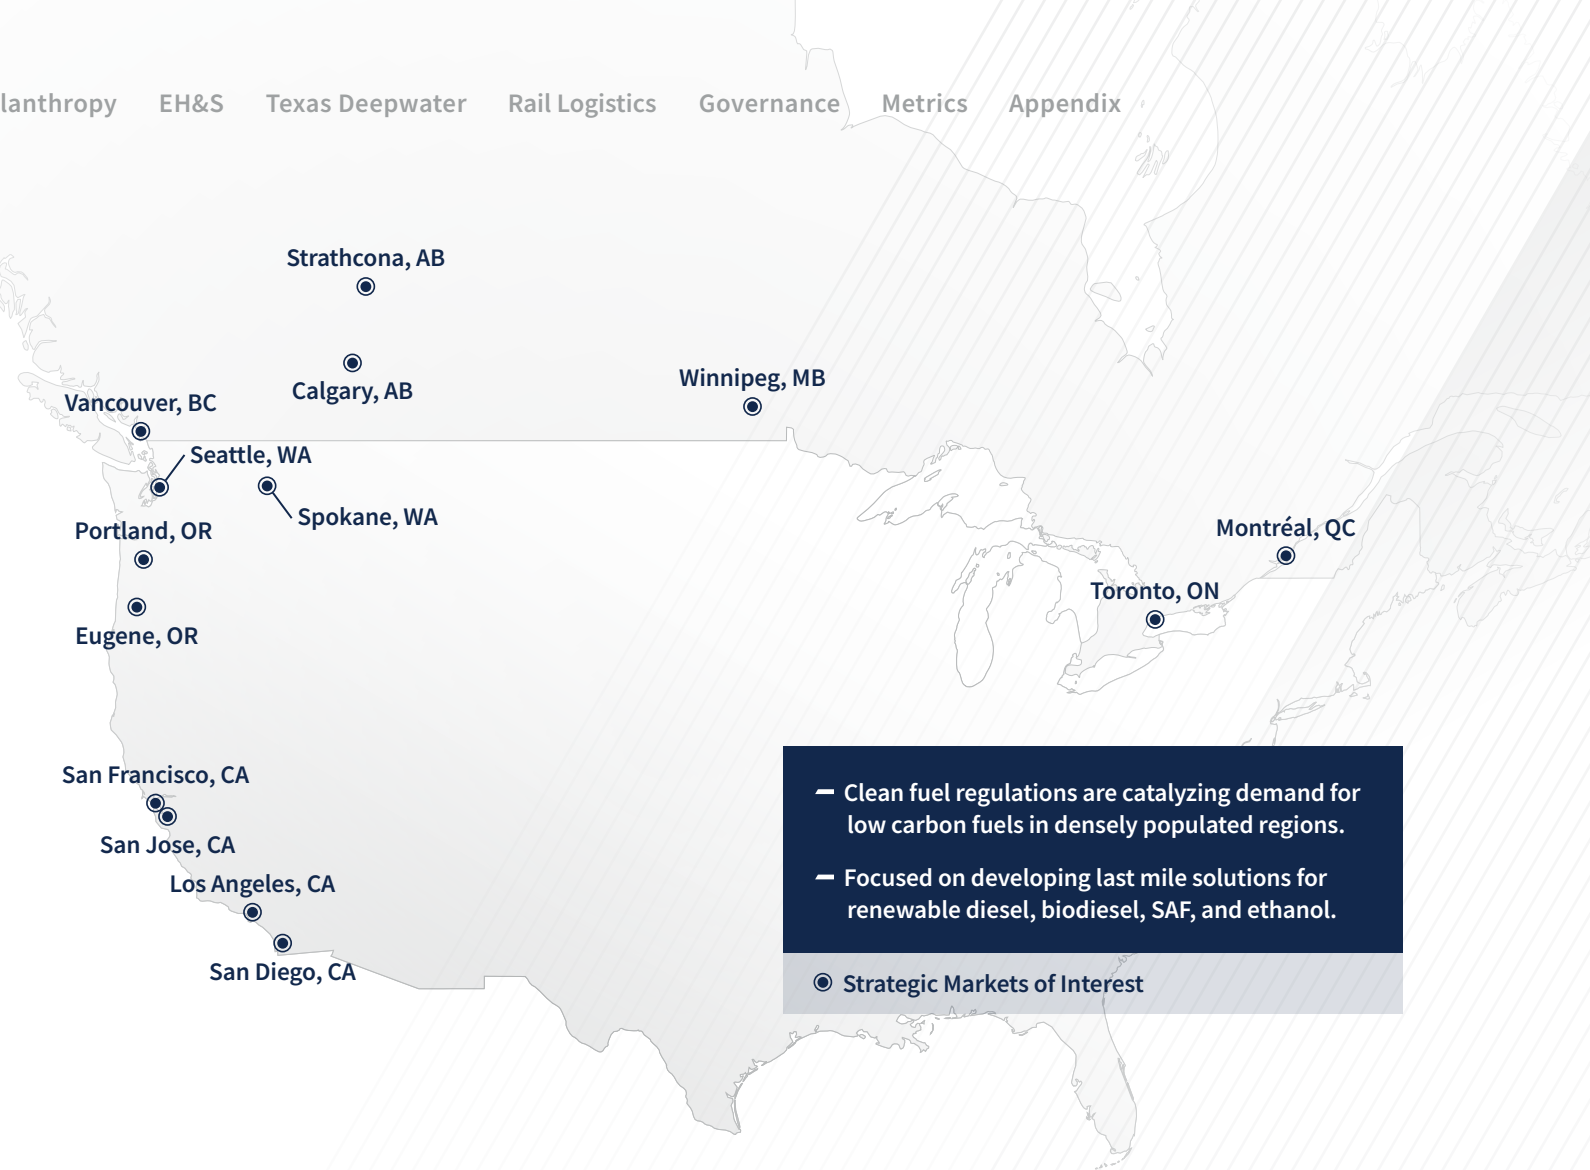 lanthropy EH&S Texas Deepwater Rail Logistics Governance Metrics Appendix
Strathcona, AB
Calgary, AB
Winnipeg, MB
Vancouver, BC
Seattle, WA
Spokane, WA
Portland, OR
Montréal, QC
Toronto, ON
Eugene, OR
San Francisco, CA
San Jose, CA
Los Angeles, CA
San Diego, CA
– Clean fuel regulations are catalyzing demand for
low carbon fuels in densely populated regions.
– Focused on developing last mile solutions for
renewable diesel, biodiesel, SAF, and ethanol.
Strategic Markets of Interest